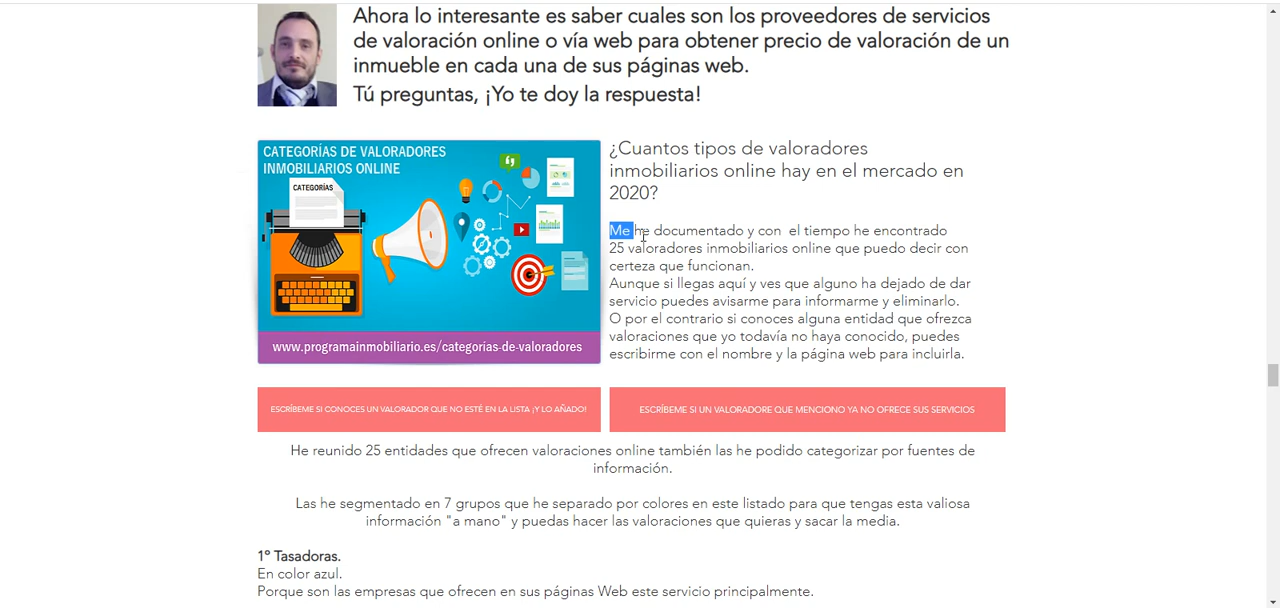 Ahora lo interesante es saber cuales son los proveedores de servicios
de valoración online o vía web para obtener precio de valoración de un
inmueble en cada una de sus páginas web.
Tú preguntas, ¡Yo te doy la respuesta!
CATEGORÍAS DE VALORADORES
INMOBILIARIOS ONLINE
CATEGORÍAS
www.programainmobiliario.es/categorias-de-valoradores
¿Cuantos tipos de valoradores
inmobiliarios online hay en el mercado en
2020?
Me he documentado y con el tiempo he encontrado
25 valoradores inmobiliarios online que puedo decir con
certeza que funcionan.
Aunque si llegas aquí y ves que alguno ha dejado de dar
servicio puedes avisarme para informarme y eliminarlo.
O por el contrario si conoces alguna entidad que ofrezca
valoraciones que yo todavía no haya conocido, puedes
escribirme con el nombre y la página web para incluirla.
ESCRÍBEME SI CONOCES UN VALORADOR QUE NO ESTÉ EN LA LISTA ¡Y LO AÑADO!
ESCRÍBEME SI UN VALORADORE QUE MENCIONO YA NO OFRECE SUS SERVICIOS
He reunido 25 entidades que ofrecen valoraciones online también las he podido categorizar por fuentes de
información.
Las he segmentado en 7 grupos que he separado por colores en este listado para que tengas esta valiosa
información "a mano" y puedas hacer las valoraciones que quieras y sacar la media.
1º Tasadoras.
En color azul.
Porque son las empresas que ofrecen en sus páginas Web este servicio principalmente.